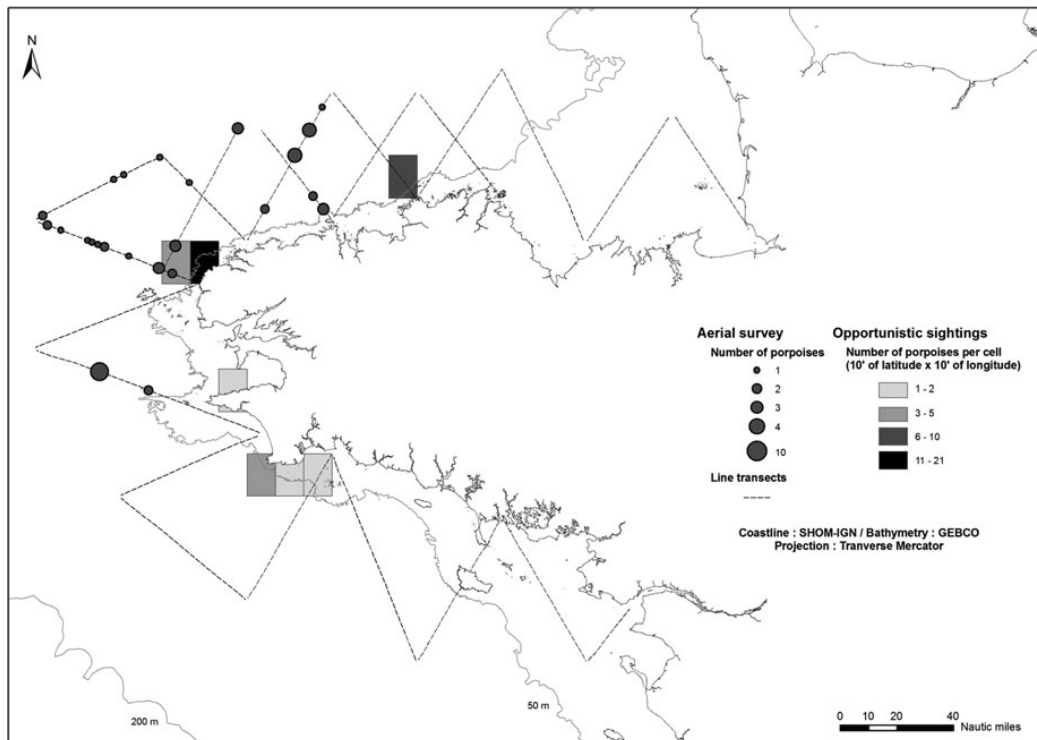 N
Aerial survey
Number of porpoises
1
2
3
4
10
Line transects
Opportunistic sightings
Number of porpoises per cell
(10' of latitude x 10' of longitude)
1 - 2
3 - 5
6 - 10
11 - 21
Coastline : SHOM-IGN / Bathymetry : GEBCO
Projection : Tranverse Mercator
50 m
200 m
0 10 20 40
Nautic miles